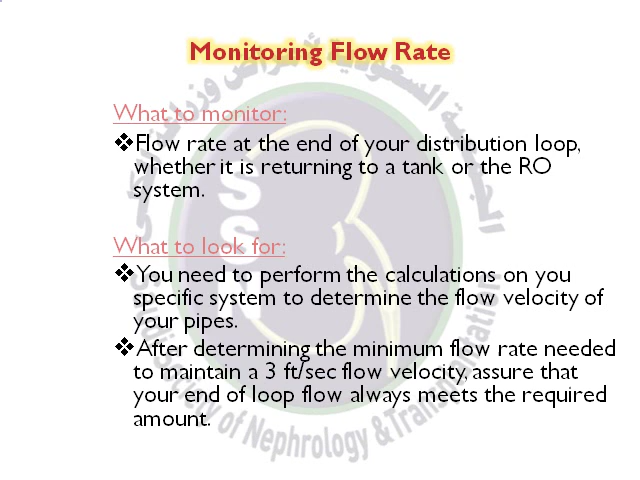 Monitoring Flow Rate
What to monitor:
❖Flow rate at the end of your distribution loop,
whether it is returning to a tank or the RO
system.
What to look for:
❖You need to perform the calculations on you
specific system to determine the flow velocity of
your pipes.
❖After determining the minimum flow rate needed
to maintain a 3 ft/sec flow velocity, assure that
your end of loop flow always meets the required
amount.
of Nephrology & Transplantation